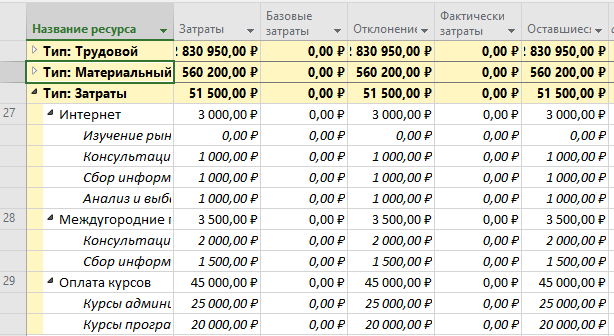 Название ресурса Затраты Базовые затраты Отклонение Фактически затраты Оставшиеся
Тип: Трудовой 2 830 950,00 ₽ 0,00 ₽ 2 830 950,00 ₽ 0,00 ₽ 2 830 950,00 ₽
Тип: Материальный 560 200,00 ₽ 0,00 ₽ 560 200,00 ₽ 0,00 ₽ 560 200,00 ₽
Тип: Затраты 51 500,00 ₽ 0,00 ₽ 51 500,00 ₽ 0,00 ₽ 51 500,00 ₽
27 Интернет 3 000,00 ₽ 0,00 ₽ 3 000,00 ₽ 0,00 ₽ 3 000,00 ₽
Изучение рын 0,00 ₽ 0,00 ₽ 0,00 ₽ 0,00 ₽ 0,00 ₽
Консультаци 1 000,00 ₽ 0,00 ₽ 1 000,00 ₽ 0,00 ₽ 1 000,00 ₽
Сбор информ 1 000,00 ₽ 0,00 ₽ 1 000,00 ₽ 0,00 ₽ 1 000,00 ₽
Анализ и выб 1 000,00 ₽ 0,00 ₽ 1 000,00 ₽ 0,00 ₽ 1 000,00 ₽
28 Междугородние п 3 500,00 ₽ 0,00 ₽ 3 500,00 ₽ 0,00 ₽ 3 500,00 ₽
Консультаци 2 000,00 ₽ 0,00 ₽ 2 000,00 ₽ 0,00 ₽ 2 000,00 ₽
Сбор информ 1 500,00 ₽ 0,00 ₽ 1 500,00 ₽ 0,00 ₽ 1 500,00 ₽
29 Оплата курсов 45 000,00 ₽ 0,00 ₽ 45 000,00 ₽ 0,00 ₽ 45 000,00 ₽
Курсы админи 25 000,00 ₽ 0,00 ₽ 25 000,00 ₽ 0,00 ₽ 25 000,00 ₽
Курсы програ 20 000,00 ₽ 0,00 ₽ 20 000,00 ₽ 0,00 ₽ 20 000,00 ₽